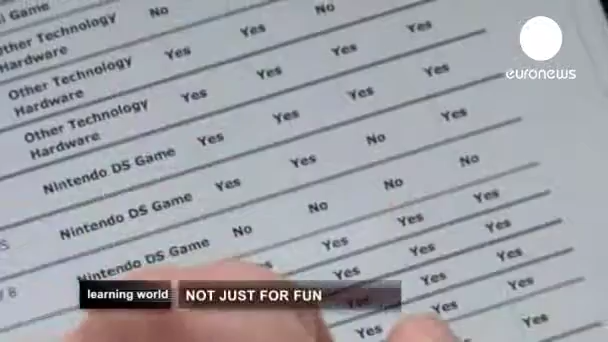 Game No
Other Technology Hardware Yes Yes No
Other Technology Hardware Yes Yes Yes Yes
Other Technology Hardware Yes Yes Yes Yes
Nintendo DS Game Yes Yes No Yes
Nintendo DS Game No No No No
Nintendo DS Game Yes Yes Yes
Yes Yes Yes
Yes Yes Yes
Yes Yes Yes
Yes
euronews
learning world NOT JUST FOR FUN